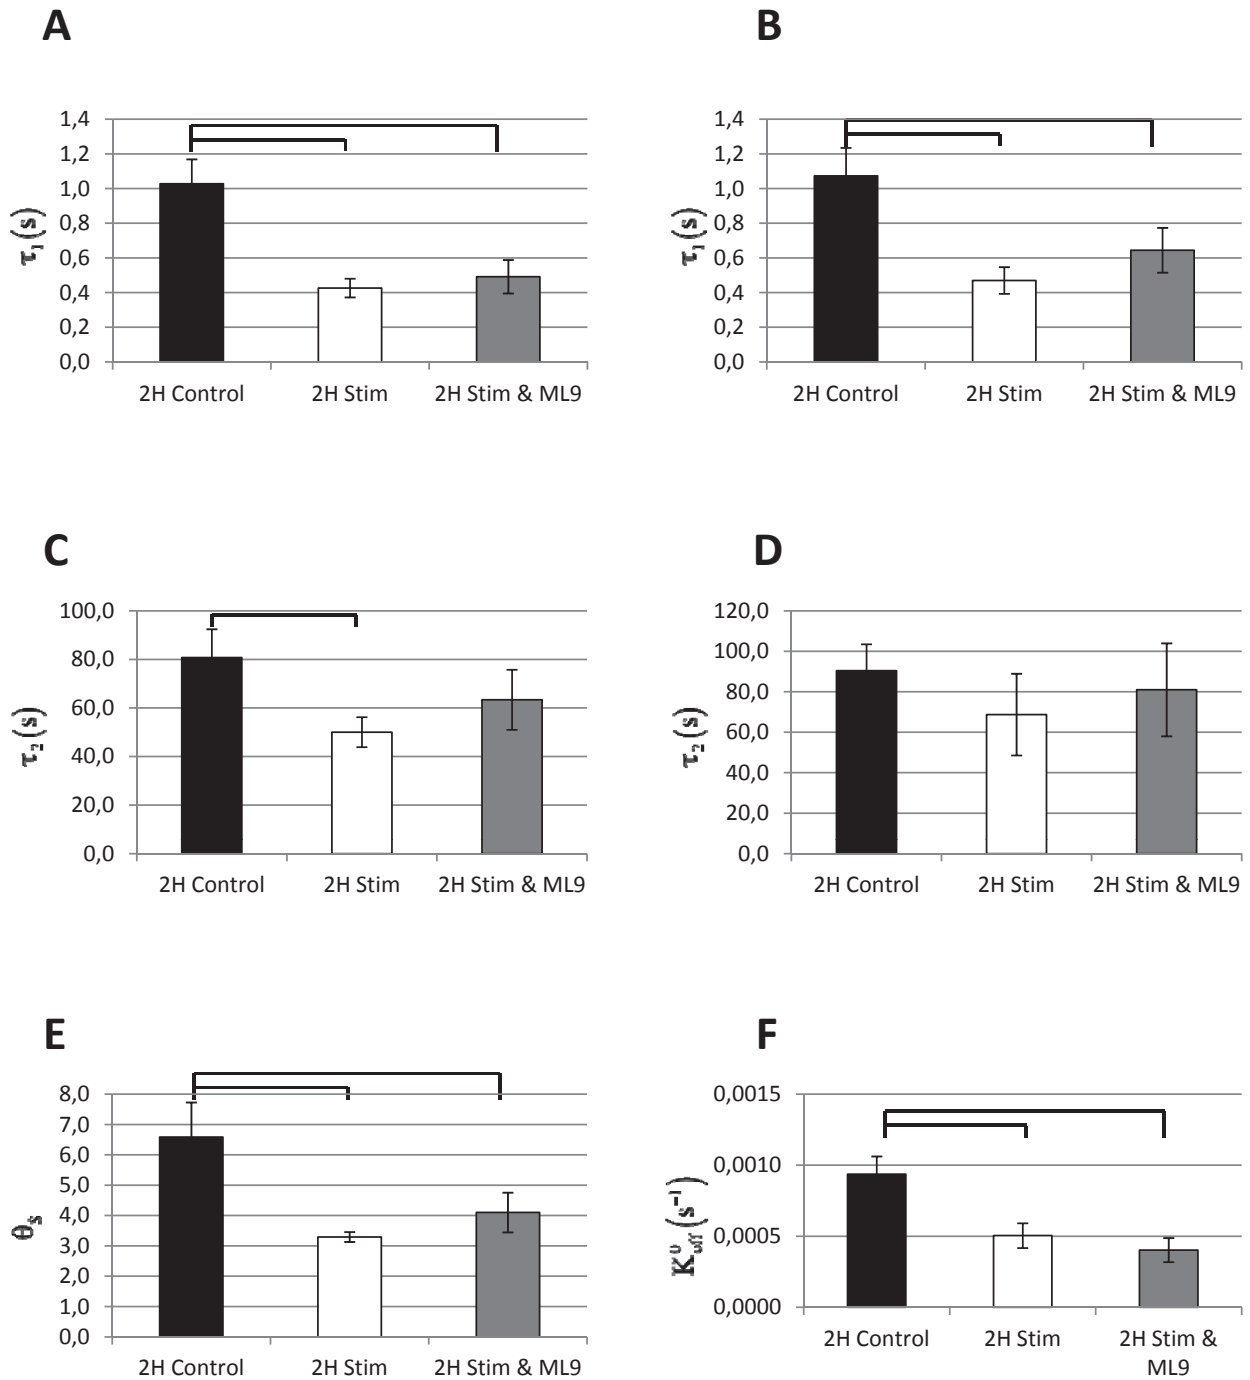 A
1,4
1,2
1,0
0,8
0,6
0,4
0,2
0,0
τ₁ (s)
2H Control 2H Stim 2H Stim & ML9
B
1,4
1,2
1,0
0,8
0,6
0,4
0,2
0,0
τ₁ (s)
2H Control 2H Stim 2H Stim & ML9
C
100,0
80,0
60,0
40,0
20,0
0,0
τ₂ (s)
2H Control 2H Stim 2H Stim & ML9
D
120,0
100,0
80,0
60,0
40,0
20,0
0,0
τ₂ (s)
2H Control 2H Stim 2H Stim & ML9
E
8,0
7,0
6,0
5,0
4,0
3,0
2,0
1,0
0,0
θₛ
2H Control 2H Stim 2H Stim & ML9
F
0,0015
0,0010
0,0005
0,0000
K⁰off (s⁻¹)
2H Control 2H Stim 2H Stim &
ML9